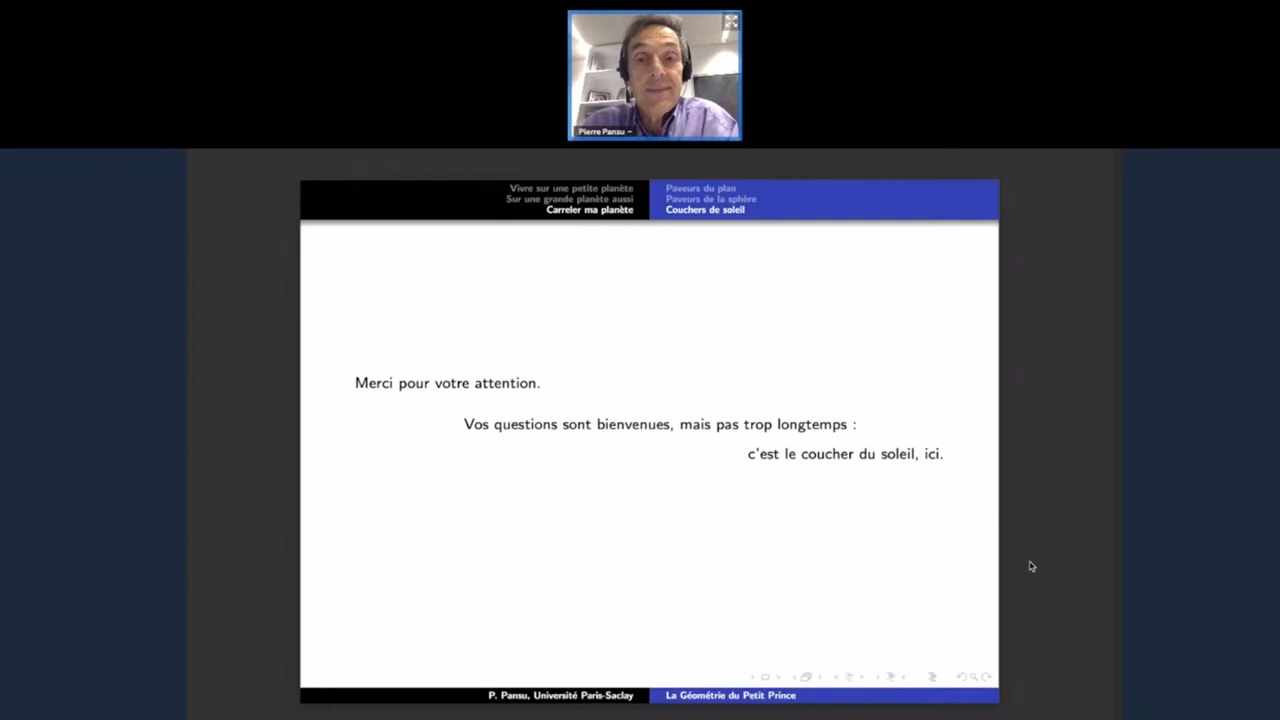 Pierre Pansu
Vivre sur une petite planète
Sur une grande planète aussi
Carreler ma planète
Paveurs du plan
Paveurs de la sphère
Couchers de soleil
Merci pour votre attention.
Vos questions sont bienvenues, mais pas trop longtemps :
c'est le coucher du soleil, ici.
P. Pansu, Université Paris-Saclay
La Géométrie du Petit Prince